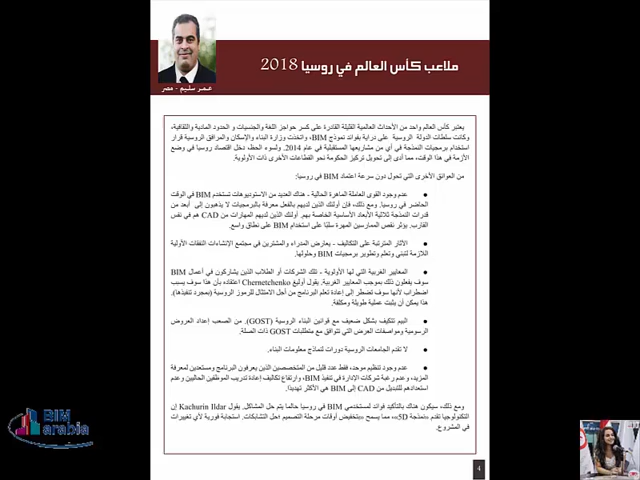 ملاعب كأس العالم في روسيا 2018
عمر سليم - مصر
يعتبر كأس العالم واحد من الأحداث العالمية القليلة القادرة على كسر حواجز اللغة والجنسيات و الحدود المادية والثقافية،
وكانت سلطات الدولة الروسية على دراية بفوائد نموذج BIM، واتخذت وزارة البناء والإسكان والمرافق الروسية قرار
استخدام برمجيات النمذجة في أي من مشاريعها المستقبلية في عام 2014. ولسوء الحظ، دخل اقتصاد روسيا في وضع
الأزمة في هذا الوقت، مما أدى إلى تحويل تركيز الحكومة نحو القطاعات الأخرى ذات الأولوية.
من العوائق الأخرى التي تحول دون سرعة اعتماد BIM في روسيا:
● عدم وجود القوى العاملة الماهرة الحالية - هناك العديد من الاستوديوهات تستخدم BIM في الوقت
الحاضر في روسيا. ومع ذلك، فإن أولئك الذين لديهم بالفعل معرفة بالبرمجيات لا يذهبون إلى أبعد من
قدرات النمذجة ثلاثية الأبعاد الأساسية الخاصة بهم. أولئك الذين لديهم المهارات من CAD هم في نفس
القارب. يؤثر نقص الممارسين المهرة سلبًا على استخدام BIM على نطاق واسع.
● الآثار المترتبة على التكاليف - يعارض المدراء والمشترين في مجتمع الإنشاءات النفقات الأولية
اللازمة لتبني وتعلم وتطوير برمجيات BIM وحلولها.
● المعايير الغربية التي لها الأولوية - تلك الشركات أو الطلاب الذين يشاركون في أعمال BIM
سوف يفعلون ذلك بموجب المعايير الغربية. يقول أوليغ Chernetchenko اعتقاده بأن هذا سوف يسبب
اضطراب لأنها سوف تضطر إلى إعادة تعلم البرنامج من أجل الامتثال للرموز الروسية (بمجرد تنفيذها).
هذا يمكن أن يثبت عملية طويلة ومكلفة.
● البيم تتكيف بشكل ضعيف مع قوانين البناء الروسية (GOST). من الصعب إعداد العروض
الرسومية ومواصفات العرض التي تتوافق مع متطلبات GOST ذات الصلة.
● لا تقدم الجامعات الروسية دورات لنماذج معلومات البناء.
● عدم وجود تنظيم موحد، فقط عدد قليل من المتخصصين الذين يعرفون البرنامج ومستعدين لمعرفة
المزيد، وعدم رغبة شركات الإدارة في تنفيذ BIM، وارتفاع تكاليف إعادة تدريب الموظفين الحاليين وعدم
استعدادهم للتبديل من CAD إلى BIM هي الأكثر تهديدًا.
ومع ذلك، سيكون هناك بالتأكيد فوائد لمستخدمي BIM في روسيا حالما يتم حل المشاكل. يقول Kachurin Ildar إن
التكنولوجيا تقدم «نمذجة 5D»، مما يسمح «بتخفيض أوقات مرحلة التصميم احل التشابكات. استجابة فورية لأي تغييرات
في المشروع.
4
BIM
arabia